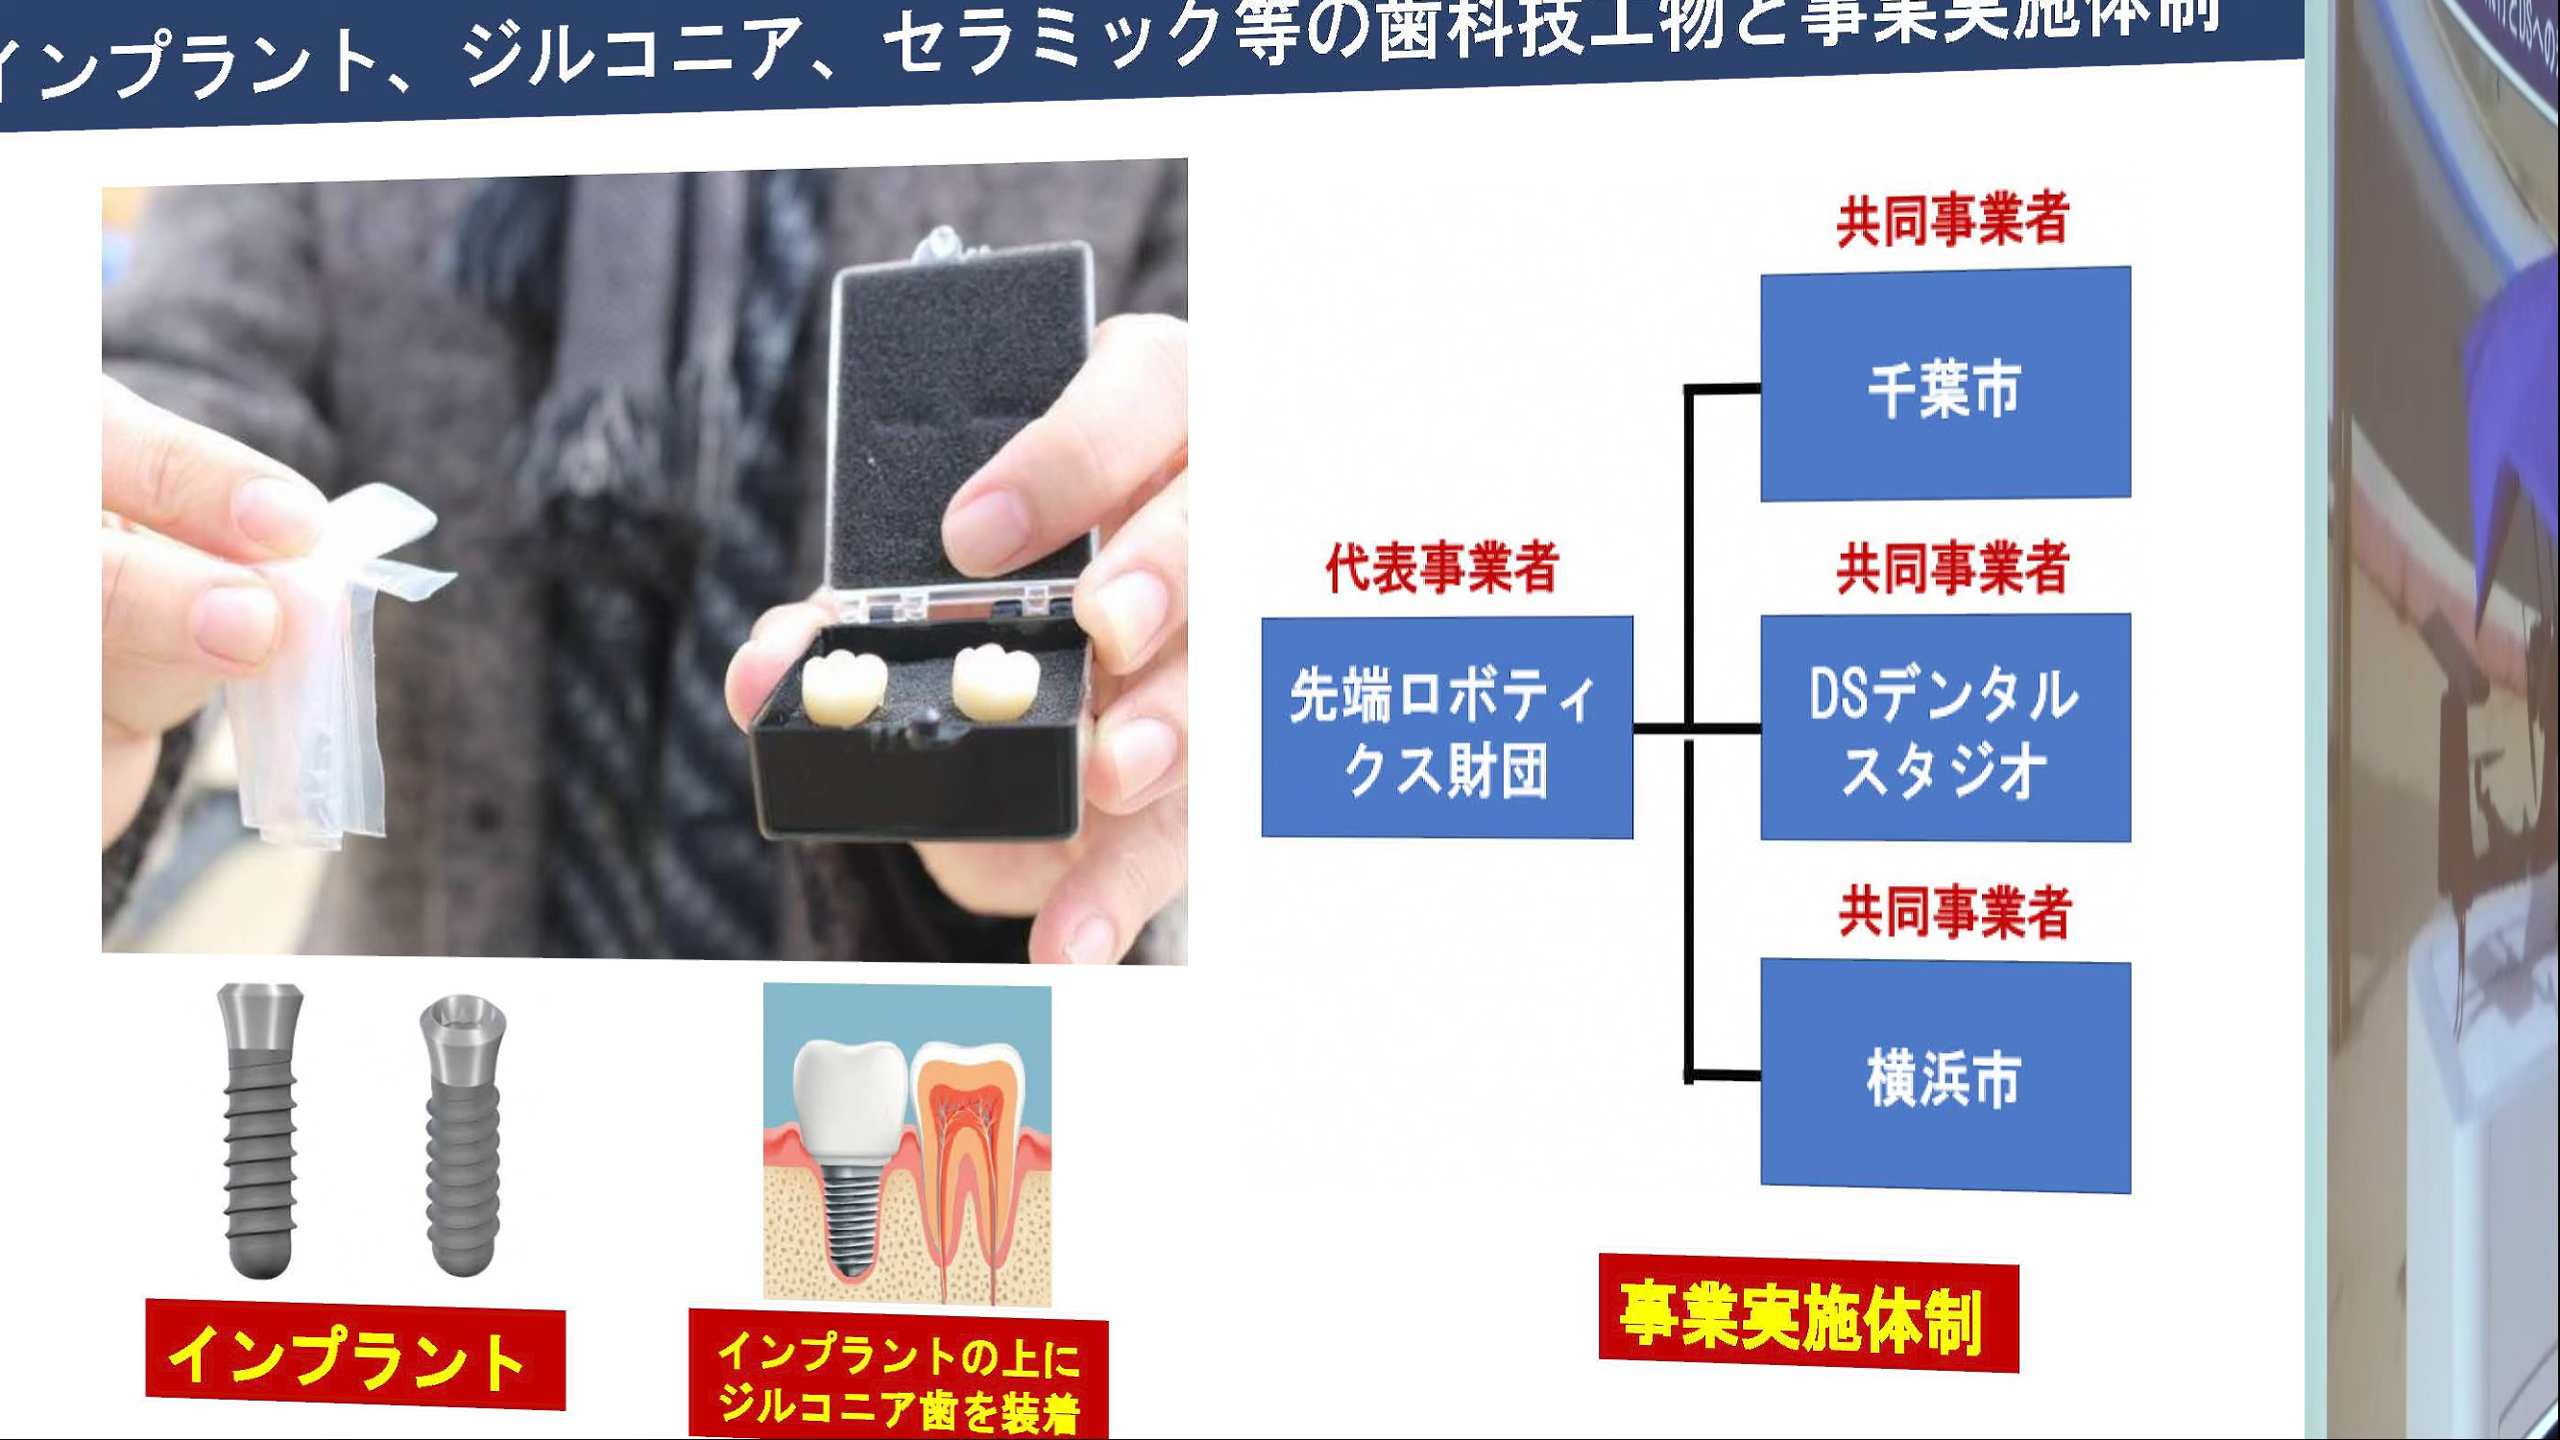 インプラント、ジルコニア、セラミック等の歯科技工物と事業実施体制
共同事業者
千葉市
代表事業者
先端ロボティ
クス財団
共同事業者
DSデンタル
スタジオ
共同事業者
横浜市
インプラント
インプラントの上に
ジルコニア歯を装着
事業実施体制